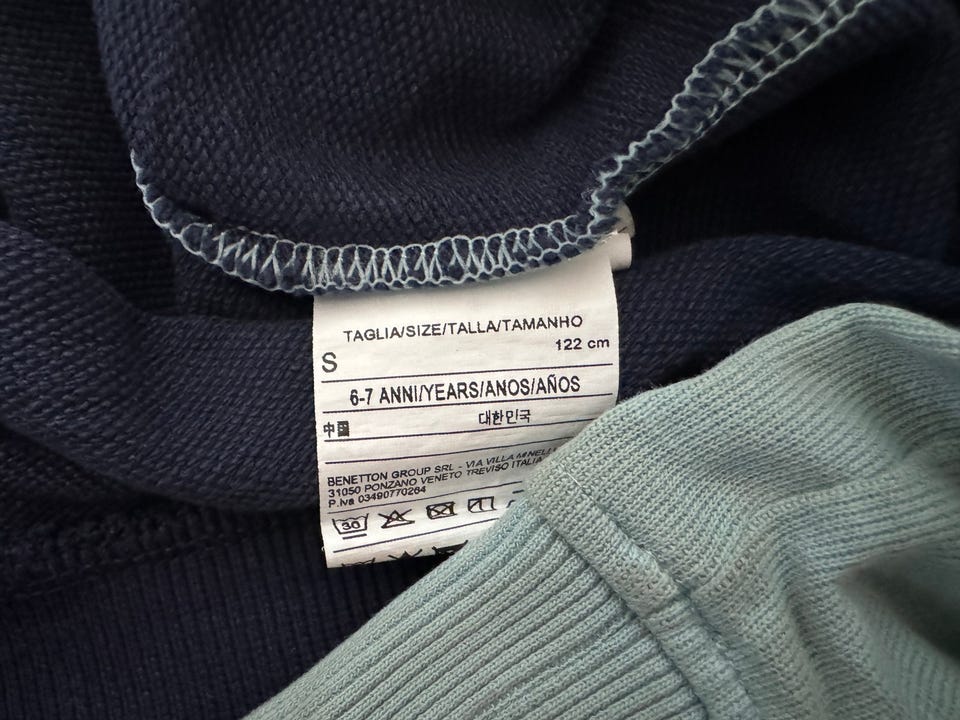 TAGLIA/SIZE/TALLA/TAMANHO
S 122 cm
6-7 ANNI/YEARS/ANOS/AÑOS
中国 대한민국
BENETTON GROUP SRL - VIA VILLA MINELLI
31050 PONZANO VENETO TREVISO ITALIA
P.Iva 03490770264
30